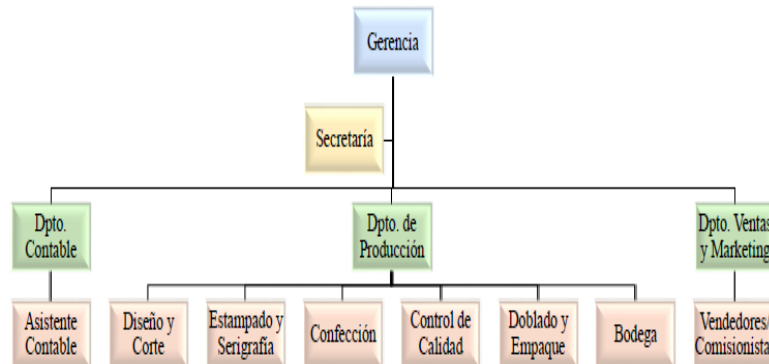 Gerencia
Secretaría
Dpto.
Contable
Dpto. de
Producción
Dpto. Ventas
y Marketing
Asistente
Contable
Diseño y
Corte
Estampado y
Serigrafía
Confección
Control de
Calidad
Doblado y
Empaque
Bodega
Vendedores/
Comisionista